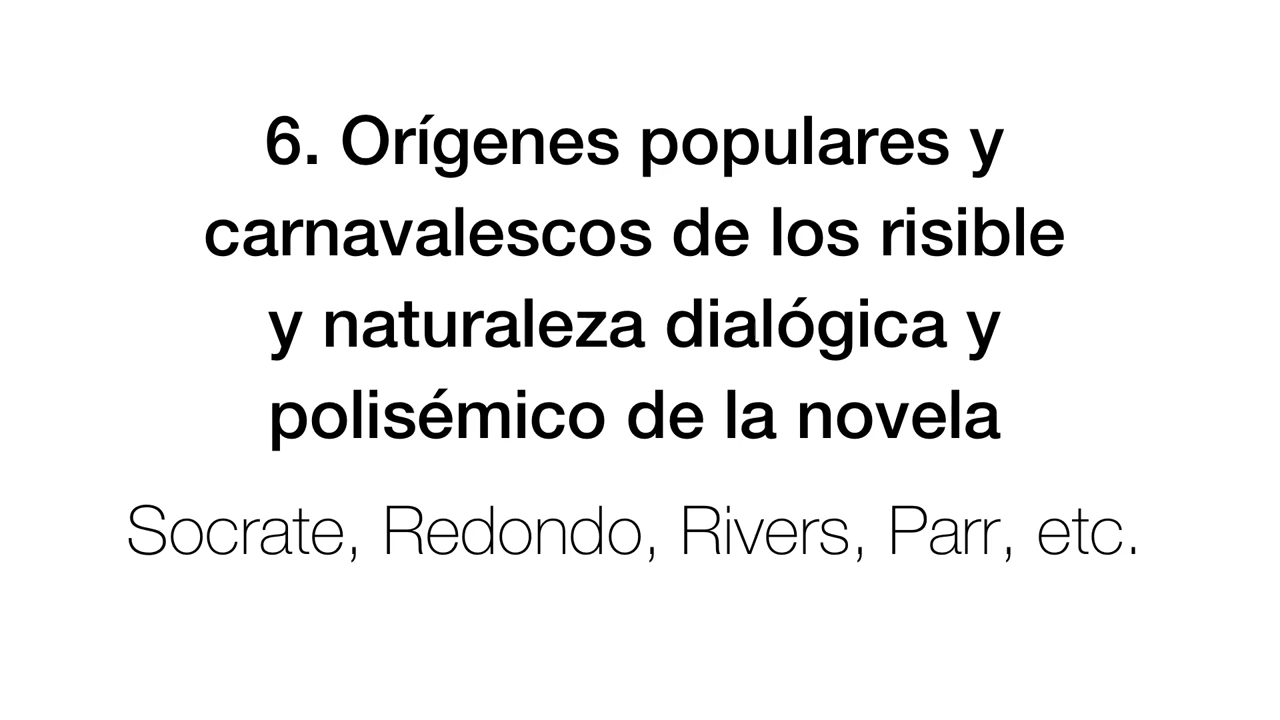 6. Orígenes populares y
carnavalescos de los risible
y naturaleza dialógica y
polisémico de la novela
Socrate, Redondo, Rivers, Parr, etc.